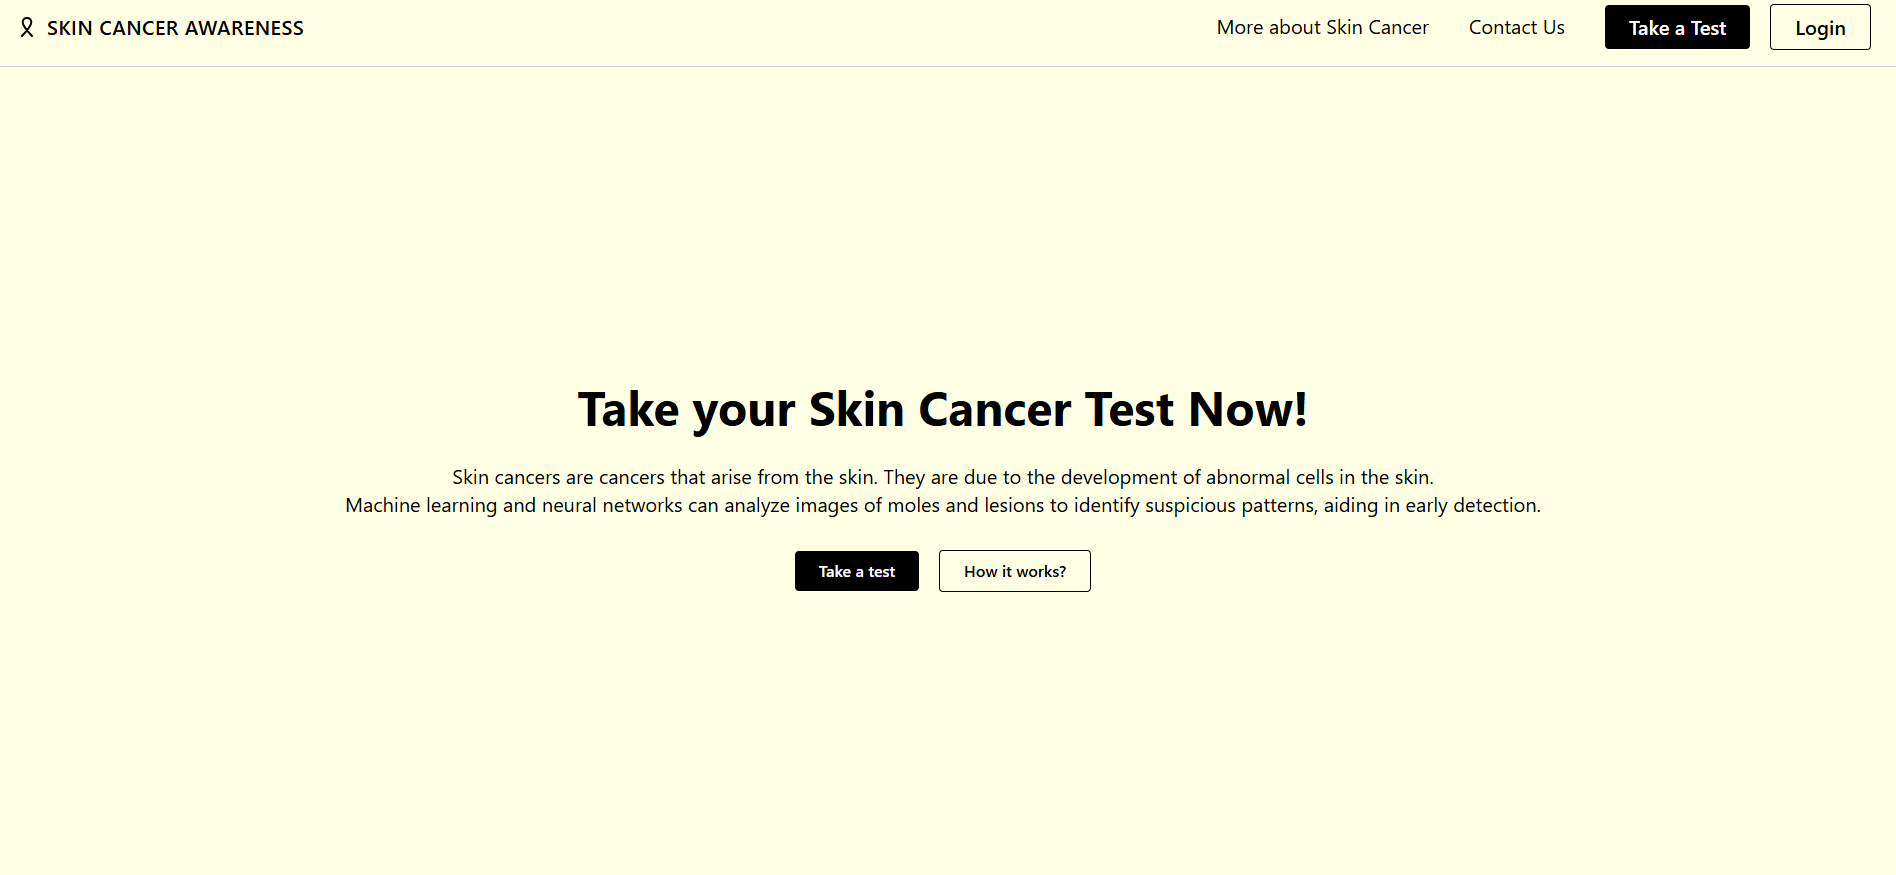 SKIN CANCER AWARENESS
More about Skin Cancer
Contact Us
Take a Test
Login
Take your Skin Cancer Test Now!
Skin cancers are cancers that arise from the skin. They are due to the development of abnormal cells in the skin.
Machine learning and neural networks can analyze images of moles and lesions to identify suspicious patterns, aiding in early detection.
Take a test
How it works?